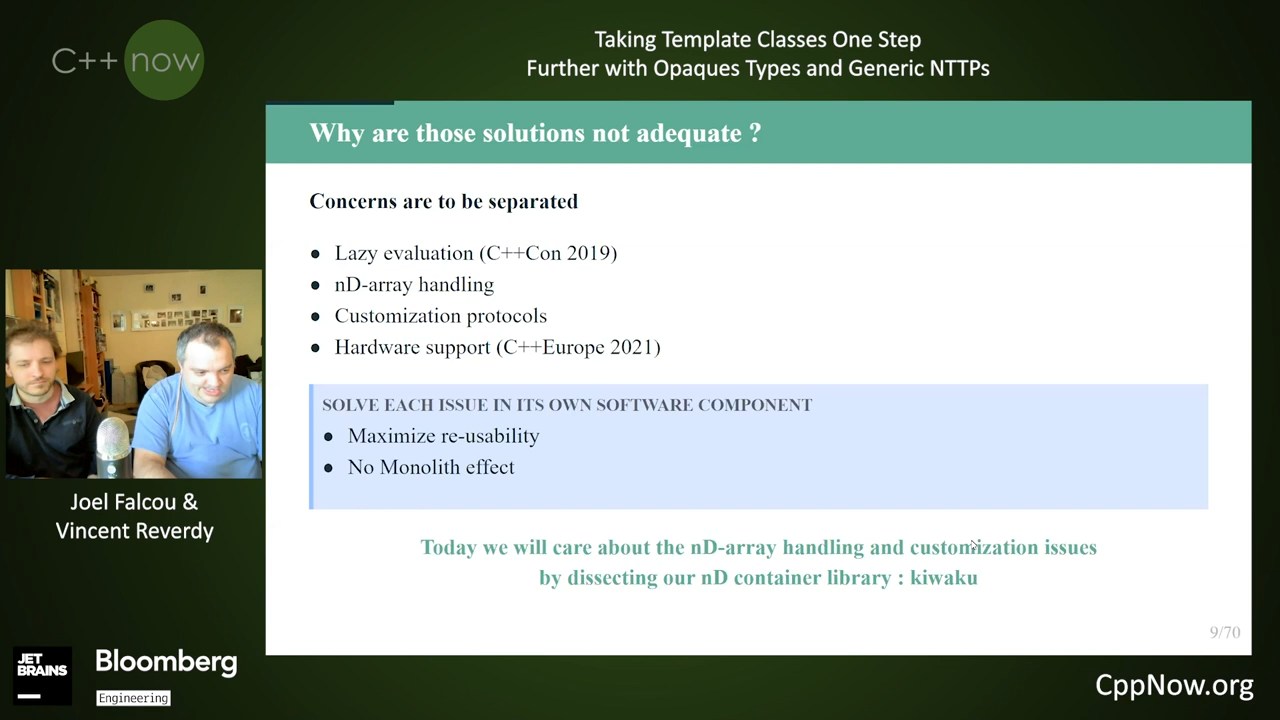 C++ now
Taking Template Classes One Step
Further with Opaques Types and Generic NTTPs
Why are those solutions not adequate ?
Concerns are to be separated
● Lazy evaluation (C++Con 2019)
● nD-array handling
● Customization protocols
● Hardware support (C++Europe 2021)
SOLVE EACH ISSUE IN ITS OWN SOFTWARE COMPONENT
● Maximize re-usability
● No Monolith effect
Today we will care about the nD-array handling and customization issues
by dissecting our nD container library : kiwaku
9/70
Joel Falcou &
Vincent Reverdy
JET
BRAINS
Bloomberg
Engineering
CppNow.org